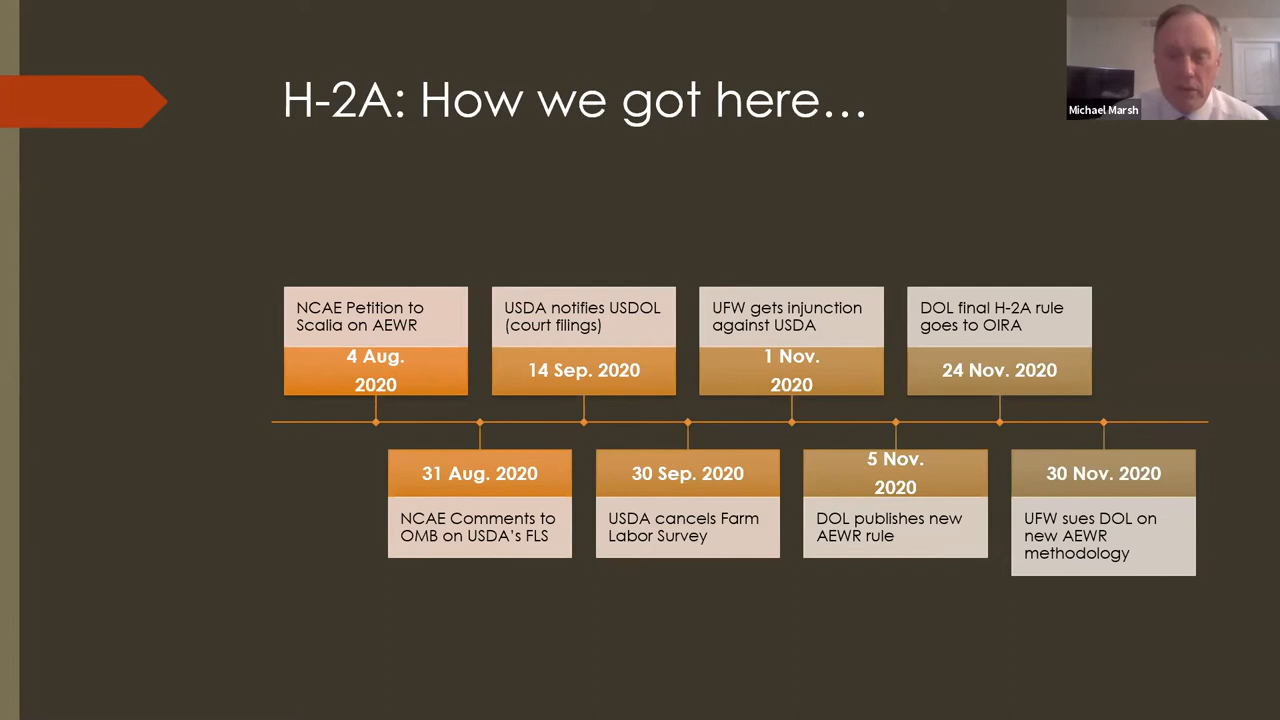 H-2A: How we got here…
Michael Marsh
NCAE Petition to
Scalia on AEWR
4 Aug.
2020
31 Aug. 2020
NCAE Comments to
OMB on USDA’s FLS
USDA notifies USDOL
(court filings)
14 Sep. 2020
30 Sep. 2020
USDA cancels Farm
Labor Survey
UFW gets injunction
against USDA
1 Nov.
2020
5 Nov.
2020
DOL publishes new
AEWR rule
DOL final H-2A rule
goes to OIRA
24 Nov. 2020
30 Nov. 2020
UFW sues DOL on
new AEWR
methodology